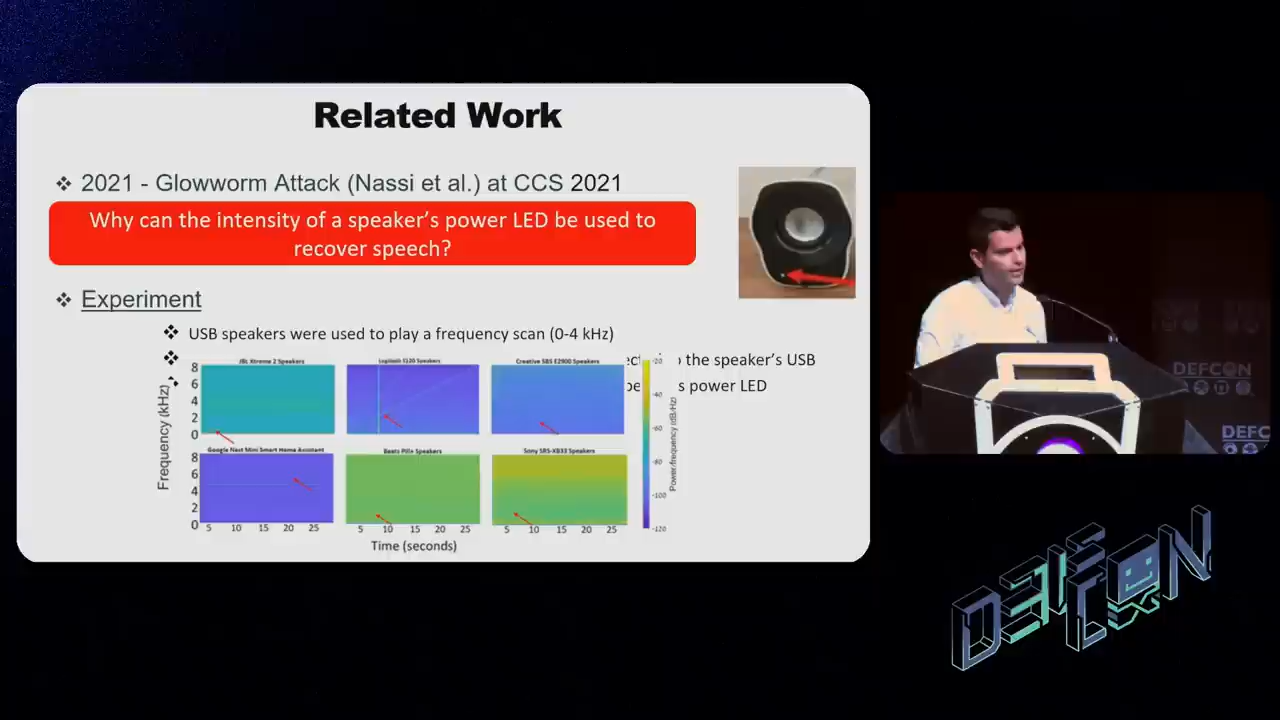 Related Work
❖ 2021 - Glowworm Attack (Nassi et al.) at CCS 2021
Why can the intensity of a speaker's power LED be used to
recover speech?
❖ Experiment
❖ USB speakers were used to play a frequency scan (0-4 kHz)
the speaker's USB
power LED
JBL Xtreme 2 Speakers
Logitech S120 Speakers
Creative SBS E2900 Speakers
8
6
4
2
0
Google Nest Mini Smart Home Assistant
Beats Pill+ Speakers
Sony SRS-XB33 Speakers
8
6
4
2
0
Frequency (kHz)
5 10 15 20 25
5 10 15 20 25
5 10 15 20 25
Time (seconds)
-20
-40
-60
-80
-100
-120
Power/frequency (dB/Hz)
DEFCON
DEFC
DEFCON